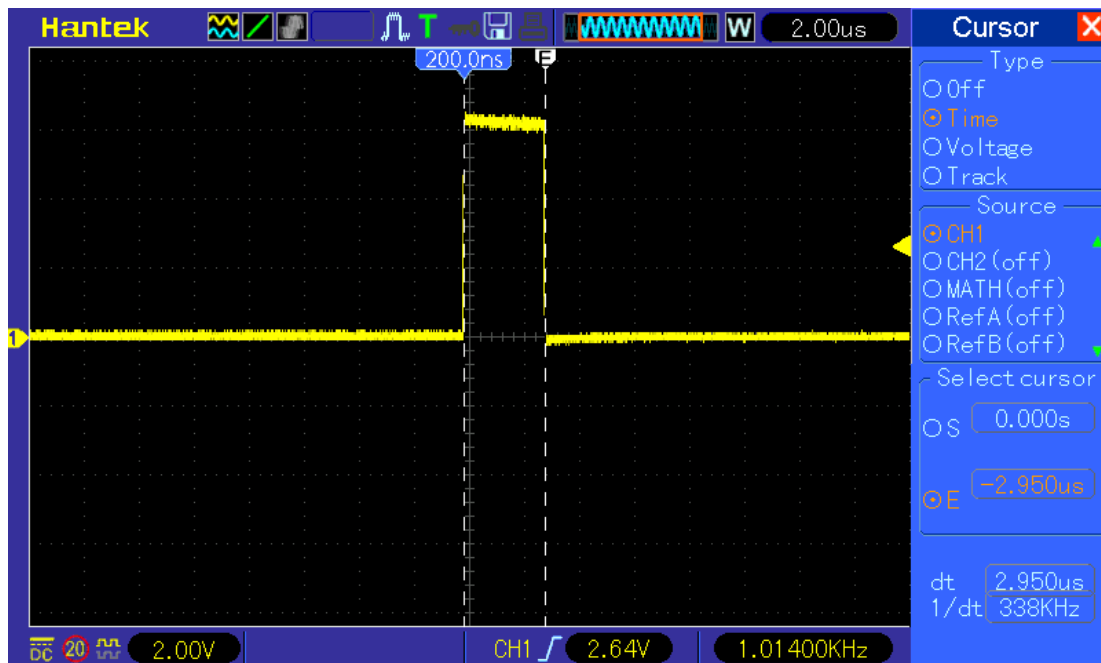 Hantek T W 2.00us
200.0ns E
1
DC 20 2.00V CH1 2.64V 1.01400KHz
Cursor X
Type
Off
Time
Voltage
Track
Source
CH1
CH2(off)
MATH(off)
RefA(off)
RefB(off)
Select cursor
S 0.000s
E -2.950us
dt 2.950us
1/dt 338KHz